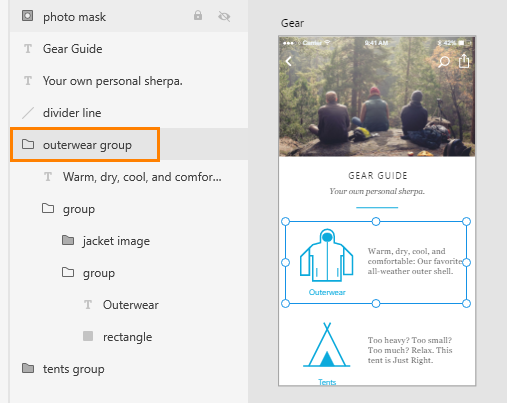 photo mask
Gear Guide
Your own personal sherpa.
divider line
outerwear group
T Warm, dry, cool, and comfor...
group
jacket image
group
T Outerwear
rectangle
tents group
Gear
Carrier
9:41 AM
42%
GEAR GUIDE
Your own personal sherpa.
Warm, dry, cool, and
comfortable: Our favorite
all-weather outer shell.
Outerwear
Too heavy? Too small?
Too much? Relax. This
tent is Just Right.
Tents